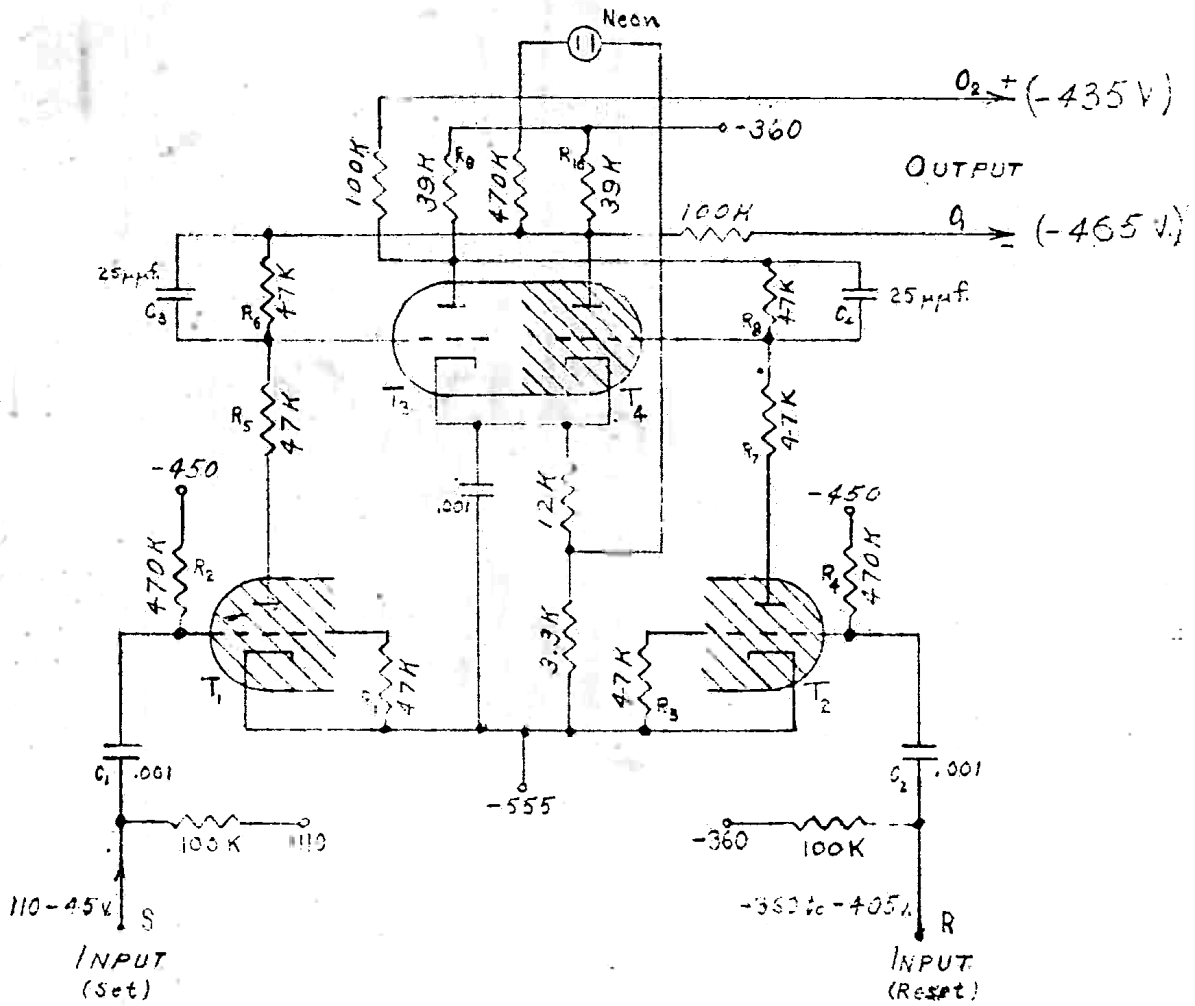 Neon
O₂ + (-435 V)
-360
100K
R₉
39K
470K
R₁₀
39K
OUTPUT
100K
O₁ - (-465 V.)
25µµf.
C₃
R₆
47K
R₈
47K
C₄
25µµf.
T₃
T₄
R₅
47K
R₇
47K
-450
-450
.001
12K
470K
R₂
R₄
470K
3.3K
T₁
47K
47K
R₃
T₂
C₁ .001
C₂ .001
-555
100K
110
-360
100K
110-45v.
S
R
INPUT
(Set)
INPUT
(Reset)